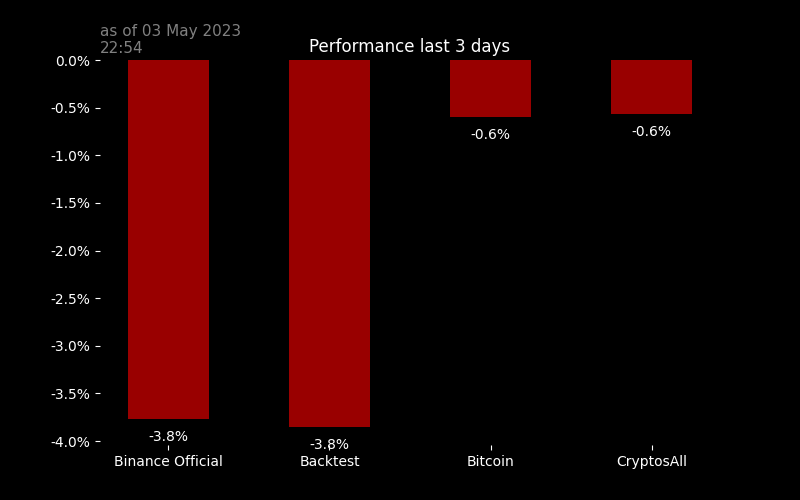 as of 03 May 2023
22:54
Performance last 3 days
0.0%
-0.5%
-1.0%
-1.5%
-2.0%
-2.5%
-3.0%
-3.5%
-4.0%
-3.8%
-3.8%
-0.6%
-0.6%
Binance Official
Backtest
Bitcoin
CryptosAll